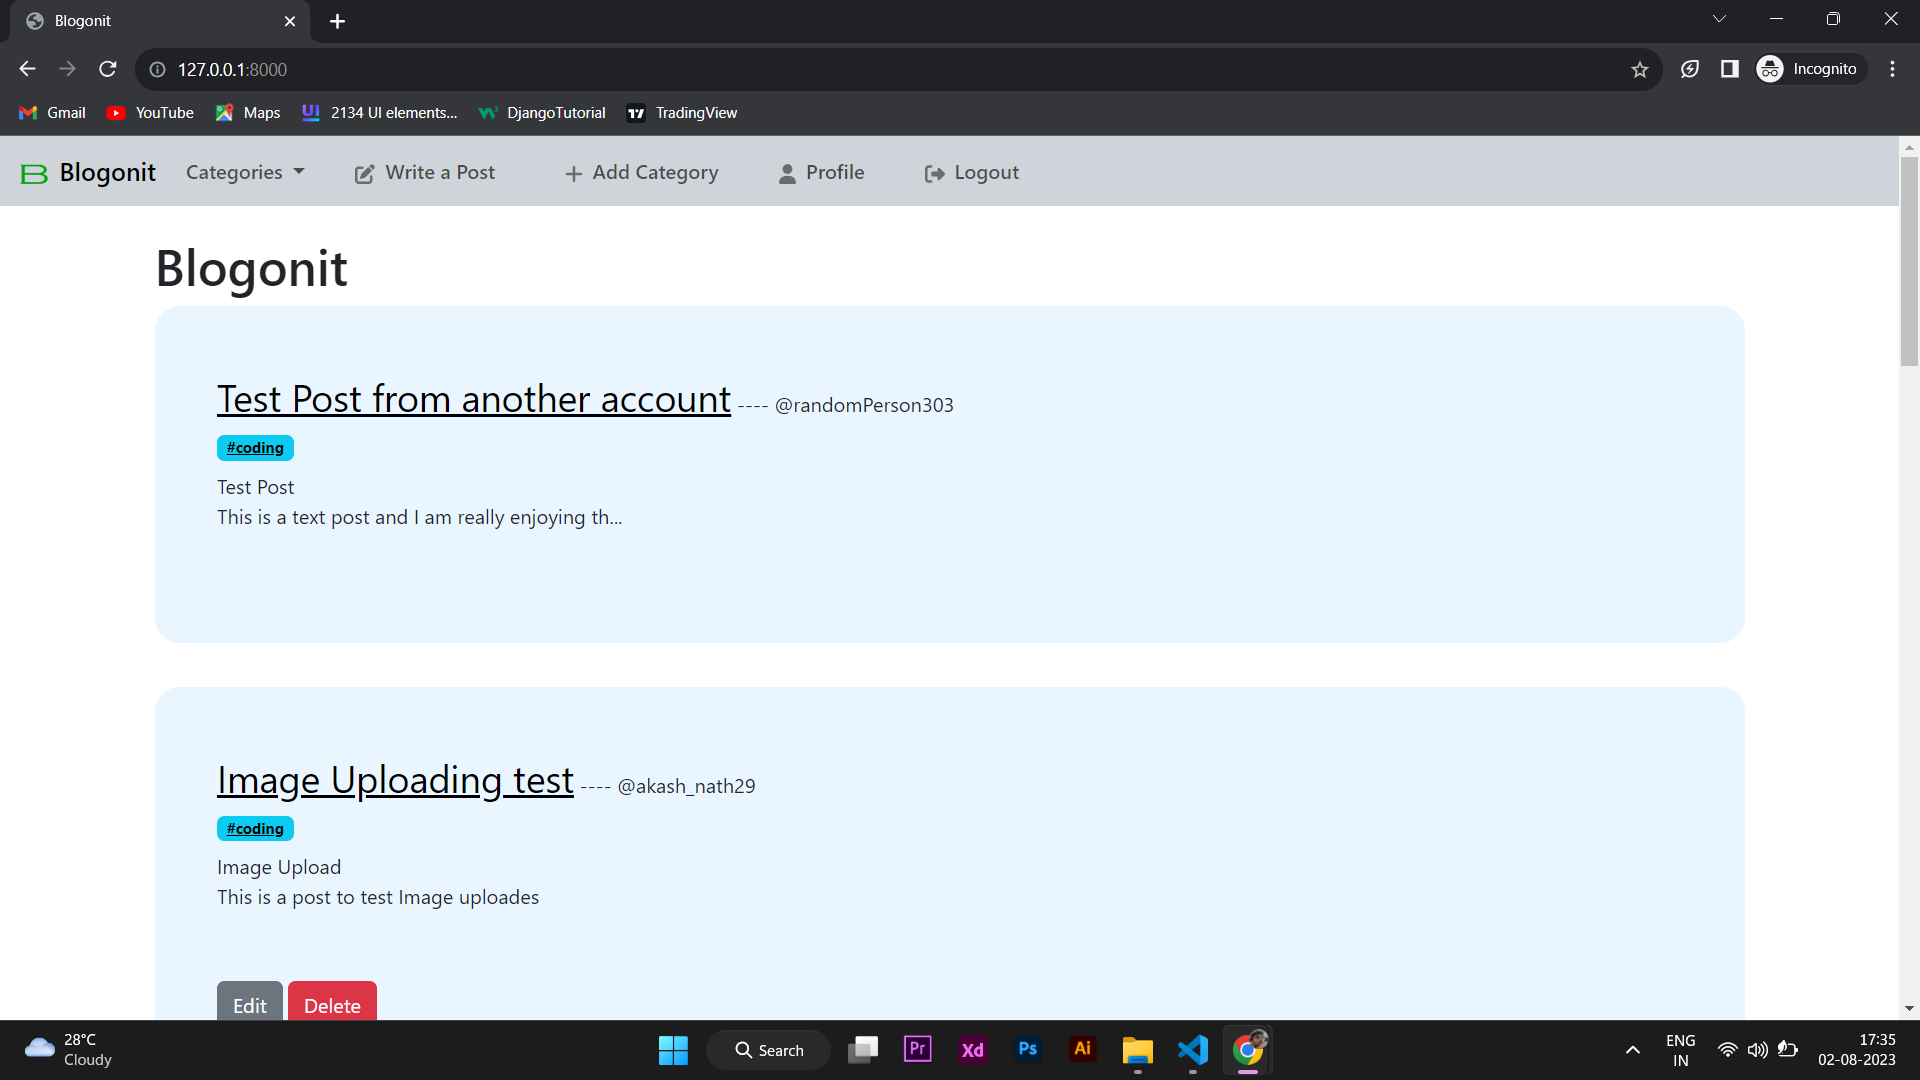 Blogonit
127.0.0.1:8000
Incognito
Gmail YouTube Maps UI 2134 UI elements... DjangoTutorial TradingView
B Blogonit Categories Write a Post Add Category Profile Logout
Blogonit
Test Post from another account ---- @randomPerson303
#coding
Test Post
This is a text post and I am really enjoying th...
Image Uploading test ---- @akash_nath29
#coding
Image Upload
This is a post to test Image uploades
Edit Delete
28°C
Cloudy
Search
Pr Xd Ps Ai
ENG
IN
17:35
02-08-2023